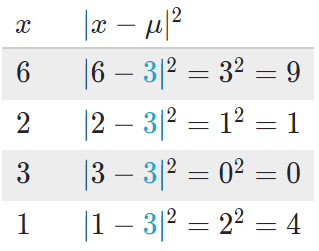 x |x − μ|²
6 |6 − 3|² = 3² = 9
2 |2 − 3|² = 1² = 1
3 |3 − 3|² = 0² = 0
1 |1 − 3|² = 2² = 4